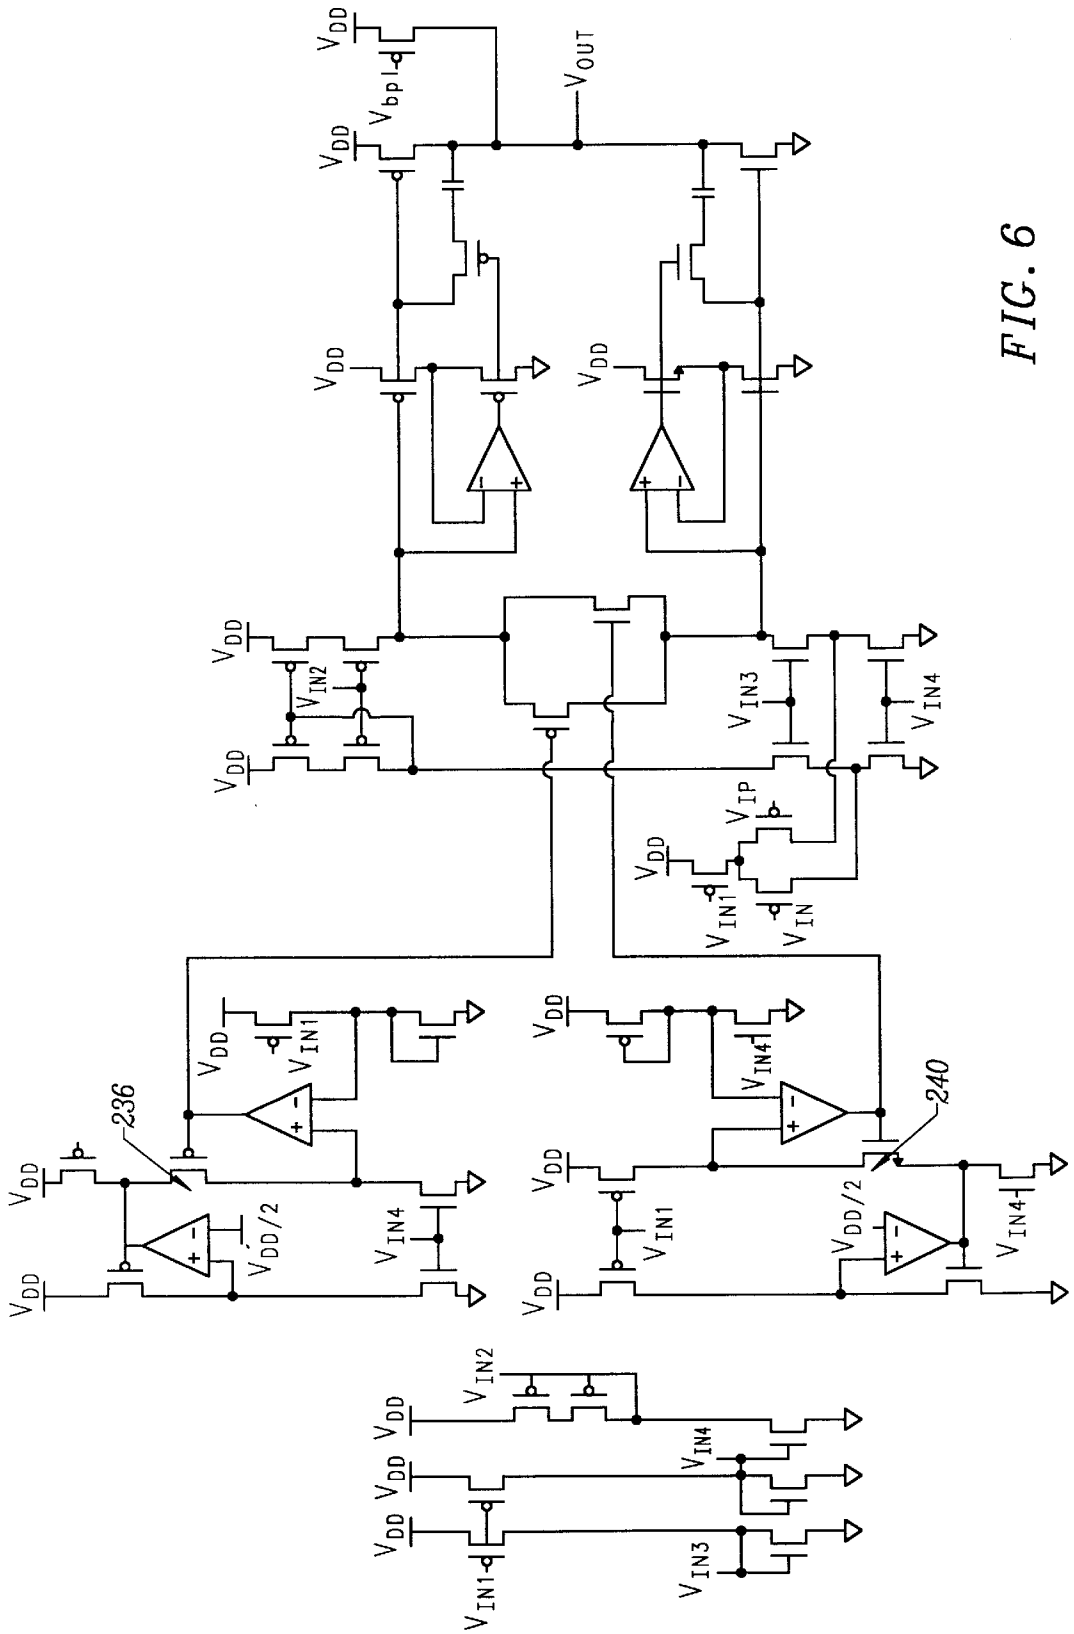 VDD
Vbp1
VDD
VOUT
VDD
VDD
VDD
VIN2
VDD
VIN3
VIN4
VIP
VDD
VIN1
VIN
VDD
VIN1
VDD
VIN4
236
VDD
VDD/2
VIN4
VDD
240
VDD
VDD/2
VIN1
VIN4
VDD
VIN2
VDD
VIN4
VDD
VDD
VIN3
VIN1
+
−
+
−
+
−
+
−
+
−
+
−
FIG. 6